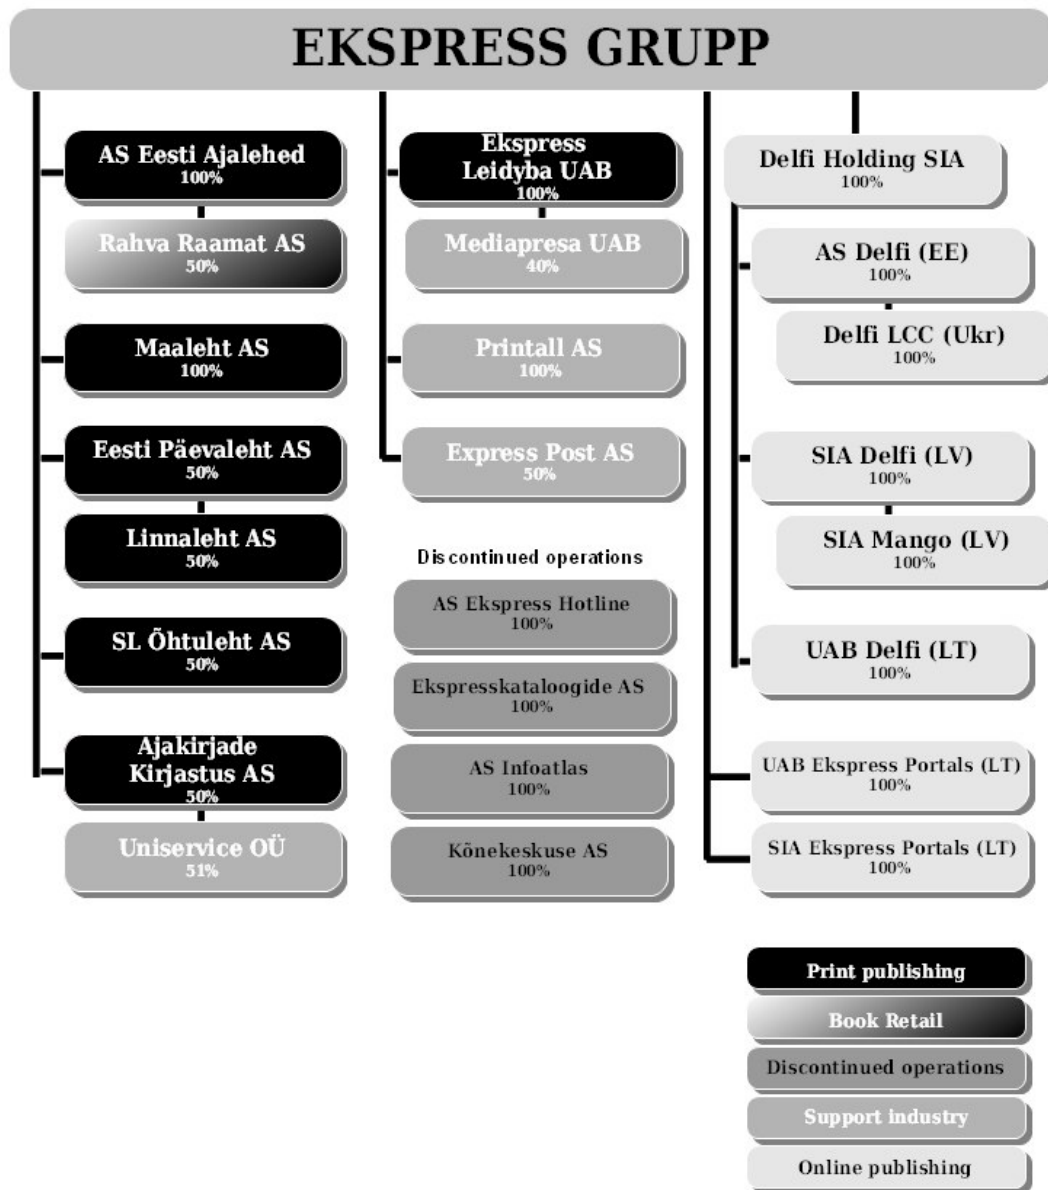 EKSPRESS GRUPP
AS Eesti Ajalehed
100%
Rahva Raamat AS
50%
Maaleht AS
100%
Eesti Päevaleht AS
50%
Linnaleht AS
50%
SL Õhtuleht AS
50%
Ajakirjade
Kirjastus AS
50%
Uniservice OÜ
51%
Ekspress
Leidyba UAB
100%
Mediapresa UAB
40%
Printall AS
100%
Express Post AS
50%
Discontinued operations
AS Ekspress Hotline
100%
Ekspresskataloogide AS
100%
AS Infoatlas
100%
Kõnekeskuse AS
100%
Delfi Holding SIA
100%
AS Delfi (EE)
100%
Delfi LCC (Ukr)
100%
SIA Delfi (LV)
100%
SIA Mango (LV)
100%
UAB Delfi (LT)
100%
UAB Ekspress Portals (LT)
100%
SIA Ekspress Portals (LT)
100%
Print publishing
Book Retail
Discontinued operations
Support industry
Online publishing